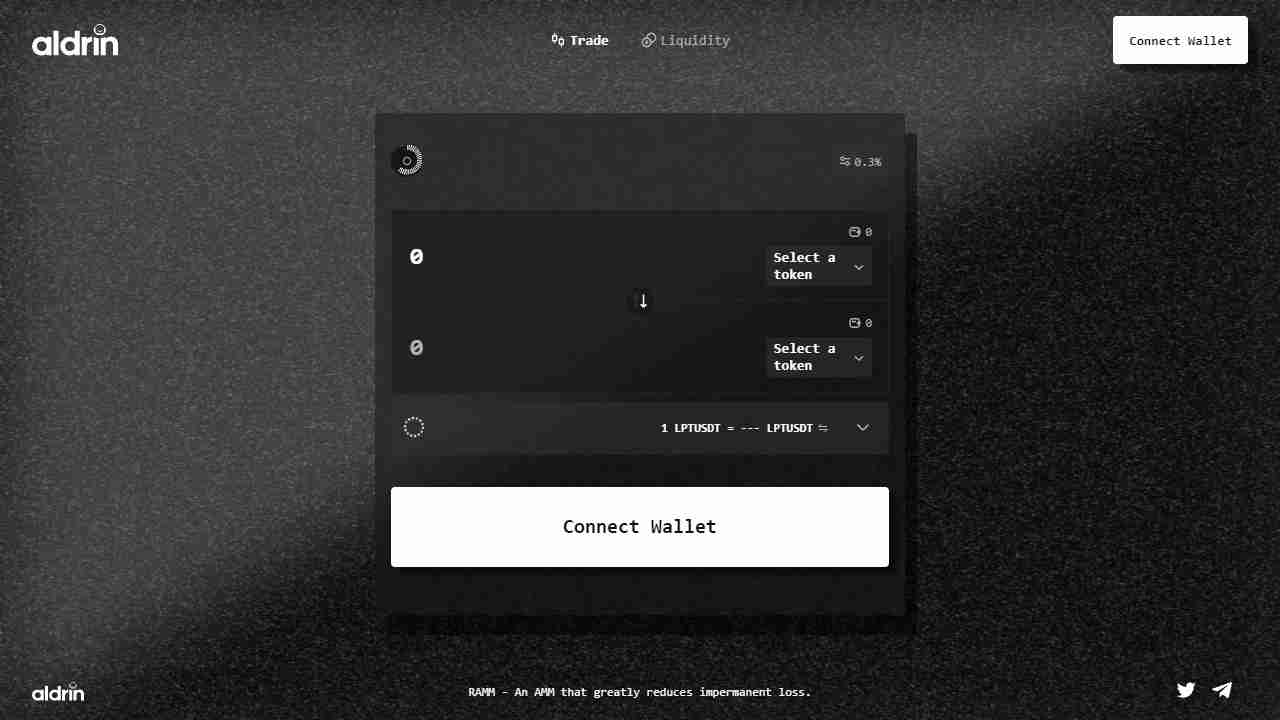 aldrin
Trade
Liquidity
Connect Wallet
0.3%
0
0
Select a
token
0
0
Select a
token
1 LPTUSDT = --- LPTUSDT
Connect Wallet
aldrin
RAMM - An AMM that greatly reduces impermanent loss.